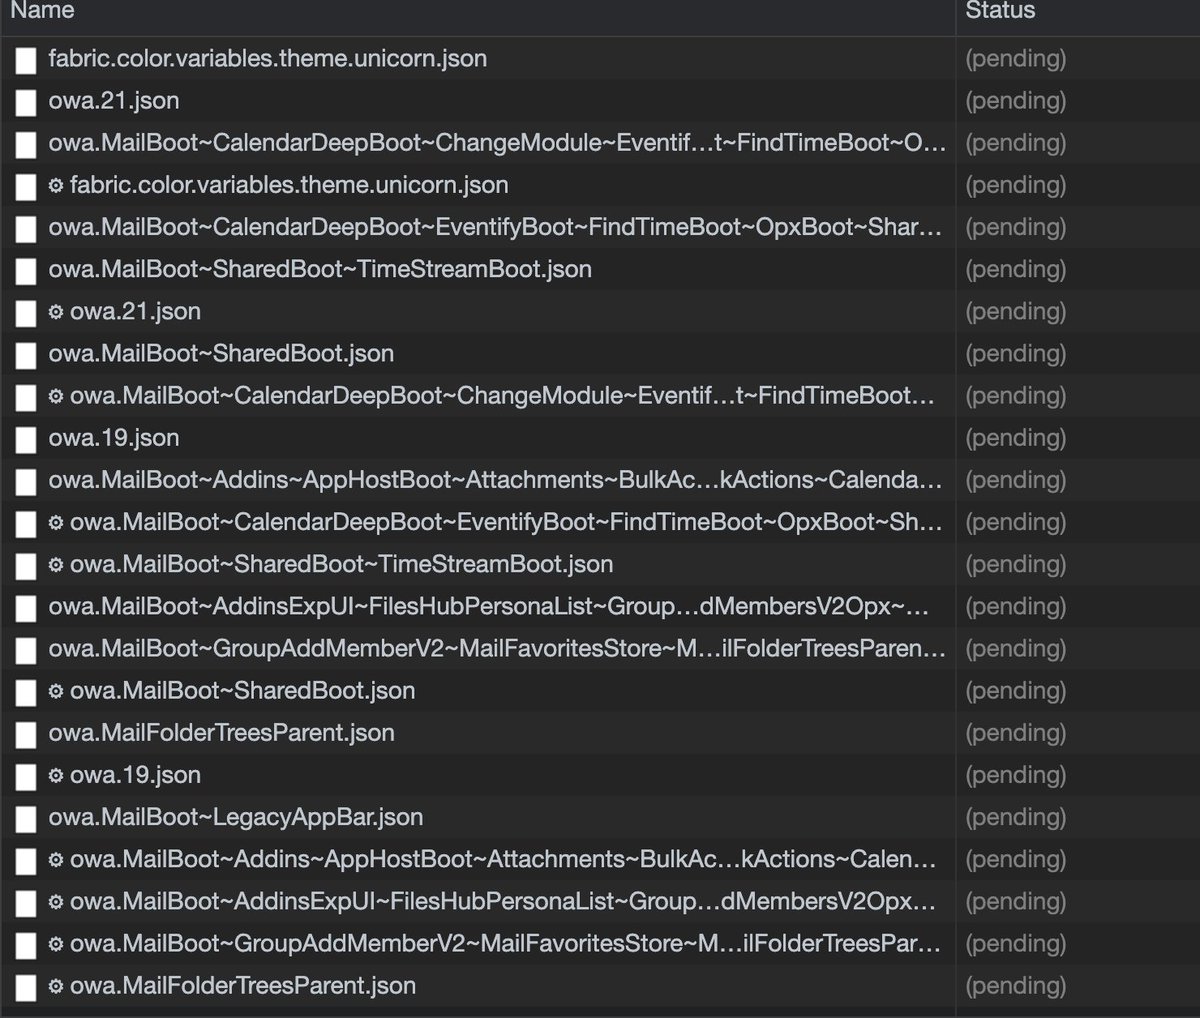 Name Status
fabric.color.variables.theme.unicorn.json (pending)
owa.21.json (pending)
owa.MailBoot~CalendarDeepBoot~ChangeModule~Eventif...t~FindTimeBoot~O... (pending)
⚙ fabric.color.variables.theme.unicorn.json (pending)
owa.MailBoot~CalendarDeepBoot~EventifyBoot~FindTimeBoot~OpxBoot~Shar... (pending)
owa.MailBoot~SharedBoot~TimeStreamBoot.json (pending)
⚙ owa.21.json (pending)
owa.MailBoot~SharedBoot.json (pending)
⚙ owa.MailBoot~CalendarDeepBoot~ChangeModule~Eventif...t~FindTimeBoot... (pending)
owa.19.json (pending)
owa.MailBoot~Addins~AppHostBoot~Attachments~BulkAc...kActions~Calenda... (pending)
⚙ owa.MailBoot~CalendarDeepBoot~EventifyBoot~FindTimeBoot~OpxBoot~Sh... (pending)
⚙ owa.MailBoot~SharedBoot~TimeStreamBoot.json (pending)
owa.MailBoot~AddinsExpUI~FilesHubPersonaList~Group...dMembersV2Opx~... (pending)
owa.MailBoot~GroupAddMemberV2~MailFavoritesStore~M...ilFolderTreesParen... (pending)
⚙ owa.MailBoot~SharedBoot.json (pending)
owa.MailFolderTreesParent.json (pending)
⚙ owa.19.json (pending)
owa.MailBoot~LegacyAppBar.json (pending)
⚙ owa.MailBoot~Addins~AppHostBoot~Attachments~BulkAc...kActions~Calen... (pending)
⚙ owa.MailBoot~AddinsExpUI~FilesHubPersonaList~Group...dMembersV2Opx... (pending)
⚙ owa.MailBoot~GroupAddMemberV2~MailFavoritesStore~M...ilFolderTreesPar... (pending)
⚙ owa.MailFolderTreesParent.json (pending)